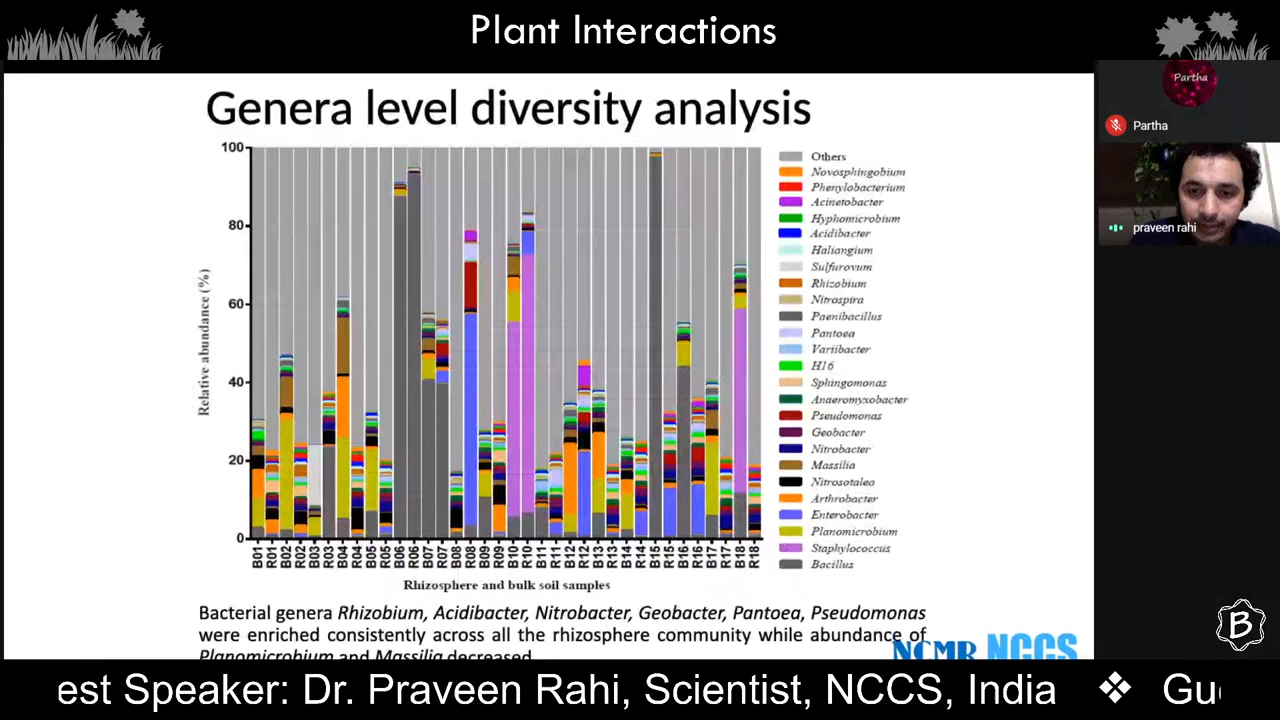 Plant Interactions
Genera level diversity analysis
Partha
Partha
praveen rahi
Relative abundance (%)
100
80
60
40
20
0
B01 R01 B02 R02 B03 R03 B04 R04 B05 R05 B06 R06 B07 R07 B08 R08 B09 R09 B10 R10 B11 R11 B12 R12 B13 R13 B14 R14 B15 R15 B16 R16 B17 R17 B18 R18
Rhizosphere and bulk soil samples
Others
Novosphingobium
Phenylobacterium
Acinetobacter
Hyphomicrobium
Acidibacter
Haliangium
Sulfurovum
Rhizobium
Nitrospira
Paenibacillus
Pantoea
Variibacter
H16
Sphingomonas
Anaeromyxobacter
Pseudomonas
Geobacter
Nitrobacter
Massilia
Nitrosotalea
Arthrobacter
Enterobacter
Planomicrobium
Staphylococcus
Bacillus
Bacterial genera Rhizobium, Acidibacter, Nitrobacter, Geobacter, Pantoea, Pseudomonas
were enriched consistently across all the rhizosphere community while abundance of
Planomicrobium and Massilia decreased
NCMR NCCS
B
est Speaker: Dr. Praveen Rahi, Scientist, NCCS, India ❖ Gu